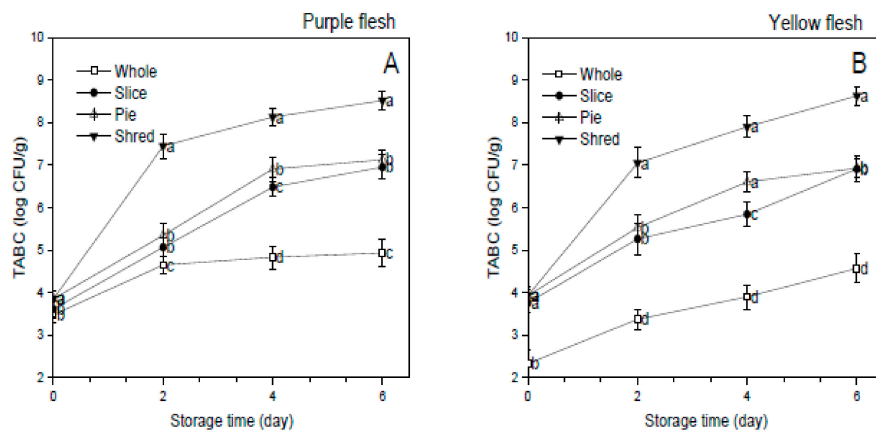 Purple flesh
A
Whole
Slice
Pie
Shred
TABC (log CFU/g)
10
9
8
7
6
5
4
3
2
0
2
4
6
Storage time (day)
a
b
a
b
b
c
a
b
c
d
a
b
b
c
Yellow flesh
B
Whole
Slice
Pie
Shred
TABC (log CFU/g)
10
9
8
7
6
5
4
3
2
0
2
4
6
Storage time (day)
a
a
b
a
b
b
d
a
a
c
d
a
b
d